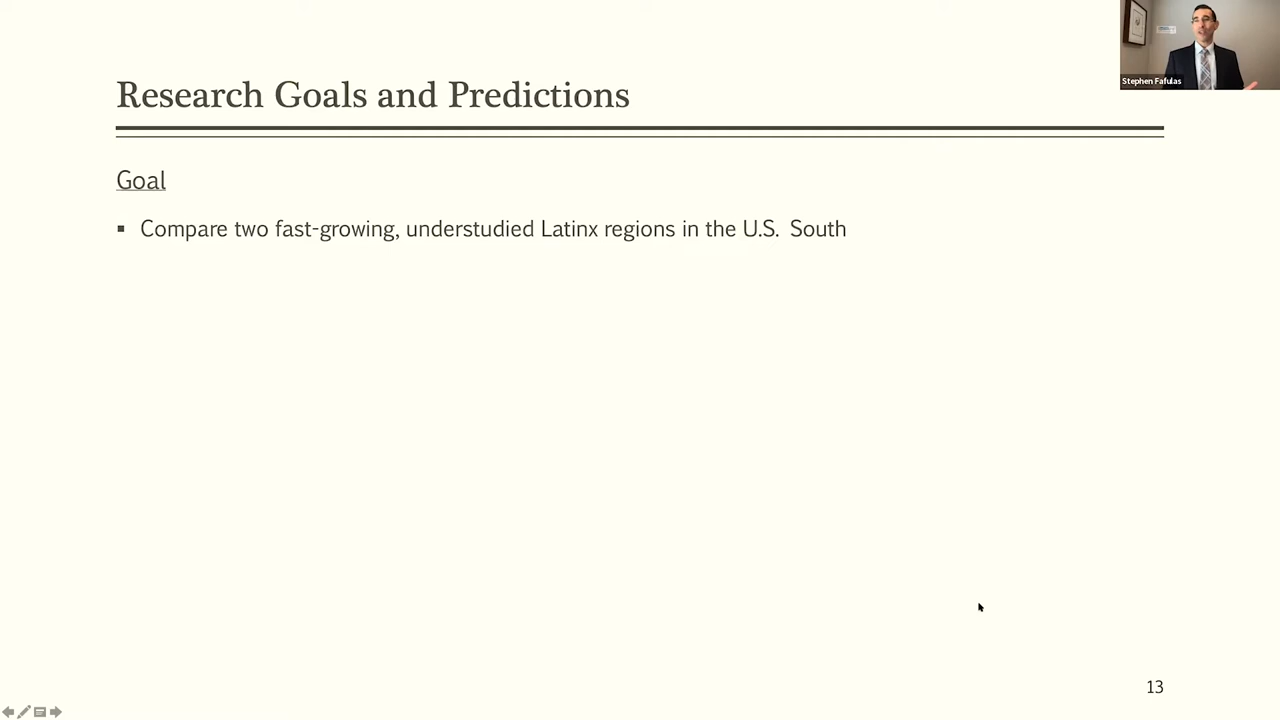 Stephen Fafulas
Research Goals and Predictions
Goal
▪ Compare two fast-growing, understudied Latinx regions in the U.S. South
13